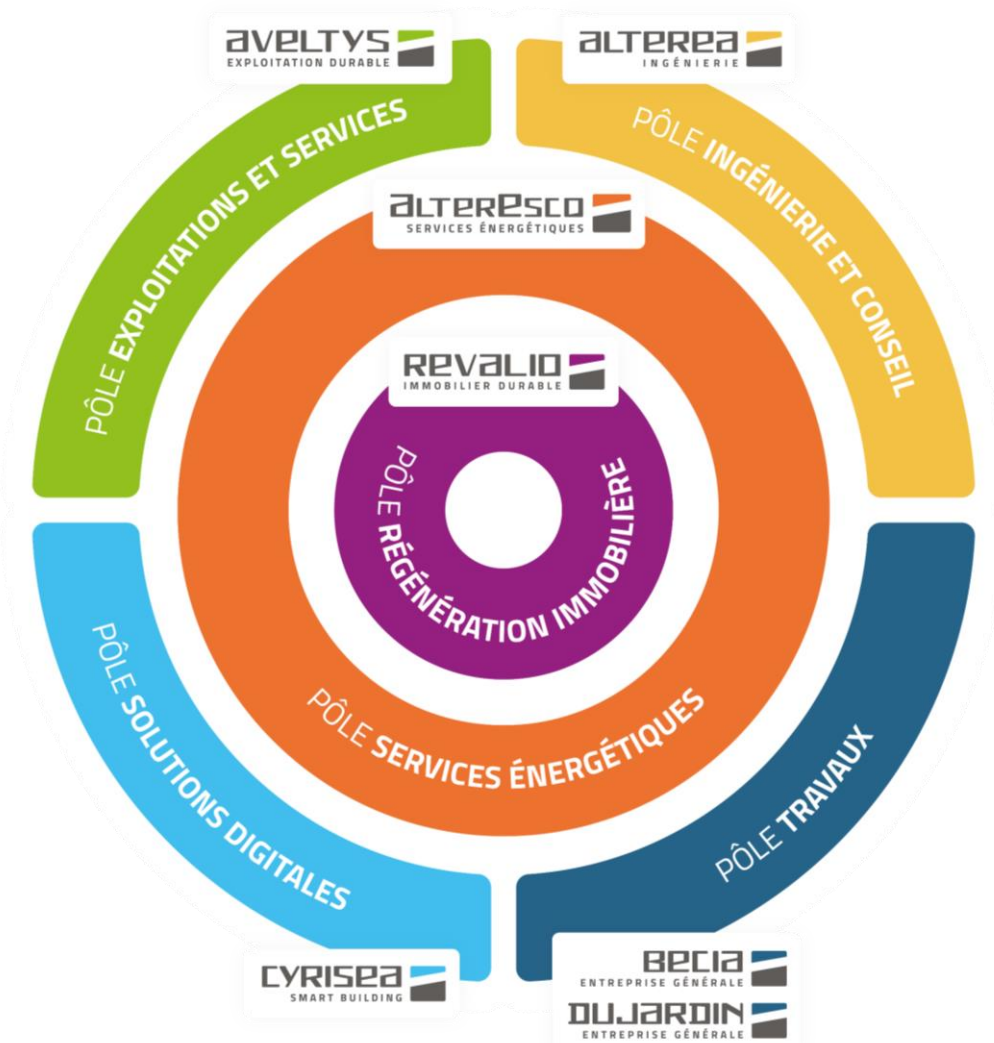 AVELTYS
EXPLOITATION DURABLE
ALTEREA
INGÉNIERIE
PÔLE EXPLOITATIONS ET SERVICES
PÔLE INGÉNIERIE ET CONSEIL
ALTERESCO
SERVICES ÉNERGÉTIQUES
REVALIO
IMMOBILIER DURABLE
PÔLE RÉGÉNÉRATION IMMOBILIÈRE
PÔLE SERVICES ÉNERGÉTIQUES
PÔLE SOLUTIONS DIGITALES
PÔLE TRAVAUX
CYRISEA
SMART BUILDING
BECIA
ENTREPRISE GÉNÉRALE
DUJARDIN
ENTREPRISE GÉNÉRALE